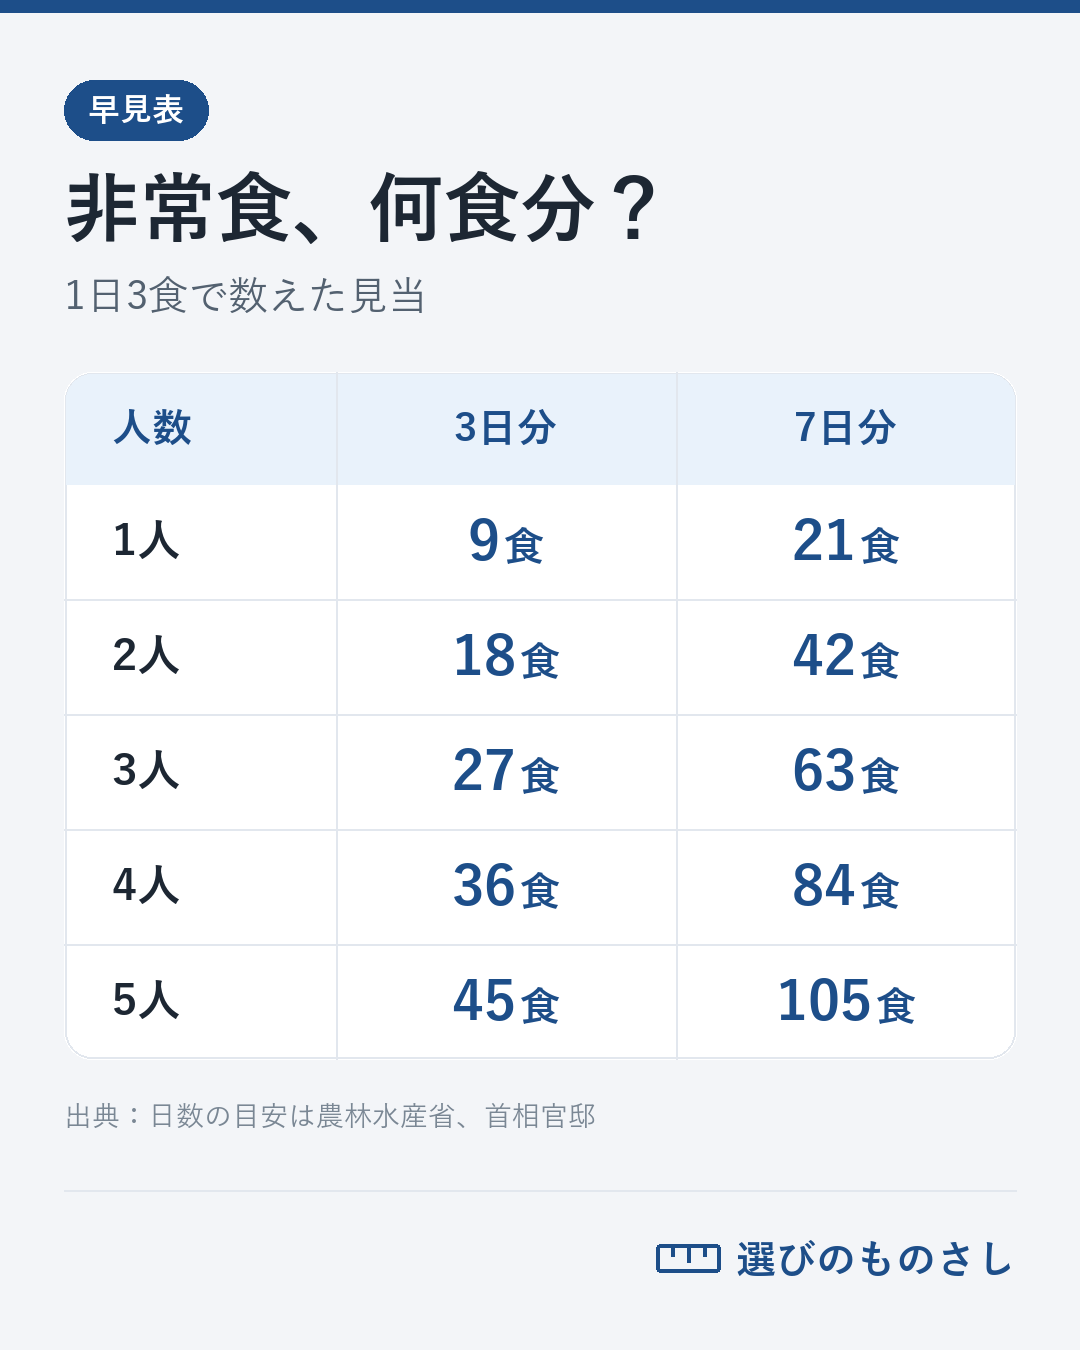 早見表
非常食、何食分？
1日3食で数えた見当
人数 3日分 7日分
1人 9食 21食
2人 18食 42食
3人 27食 63食
4人 36食 84食
5人 45食 105食
出典：日数の目安は農林水産省、首相官邸
選びのものさし